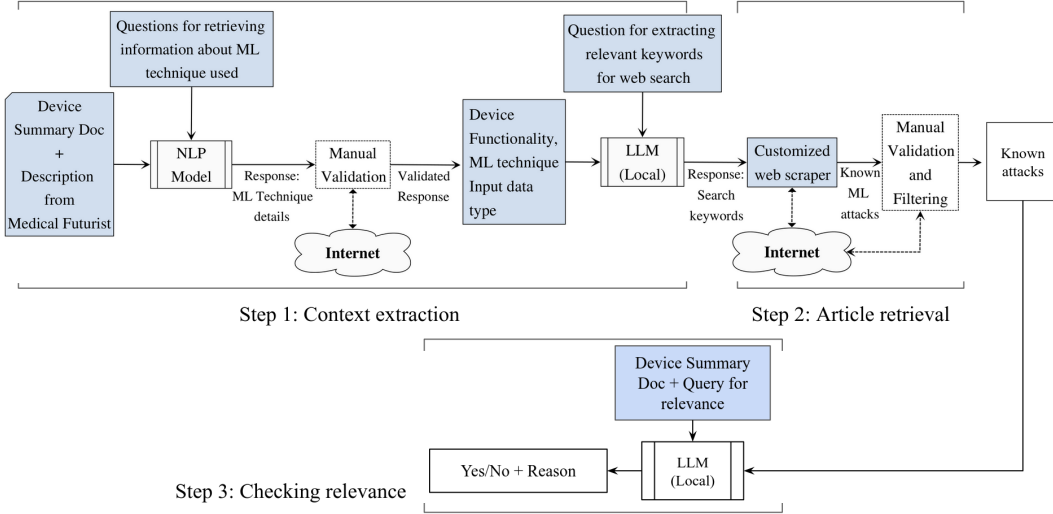 Questions for retrieving
information about ML
technique used
Question for extracting
relevant keywords
for web search
Device
Summary Doc
+
Description
from
Medical Futurist
NLP
Model
Response:
ML Technique
details
Manual
Validation
Internet
Validated
Response
Device
Functionality,
ML technique
Input data
type
LLM
(Local)
Response:
Search
keywords
Customized
web scraper
Internet
Known
ML
attacks
Manual
Validation
and
Filtering
Known
attacks
Step 1: Context extraction
Step 2: Article retrieval
Device Summary
Doc + Query for
relevance
LLM
(Local)
Yes/No + Reason
Step 3: Checking relevance